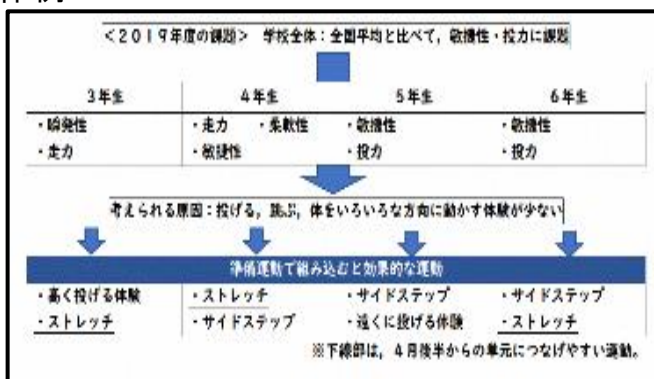 <2019年度の課題> 学校全体：全国平均と比べて，敏捷性・投力に課題
3年生 4年生 5年生 6年生
・瞬発性 ・走力 ・柔軟性 ・敏捷性 ・敏捷性
・走力 ・敏捷性 ・投力 ・投力
考えられる原因：投げる，跳ぶ，体をいろいろな方向に動かす体験が少ない
準備運動で組み込むと効果的な運動
・高く投げる体験 ・ストレッチ ・サイドステップ ・サイドステップ
・ストレッチ ・サイドステップ ・遠くに投げる体験 ・ストレッチ
※下線部は，4月後半からの単元につなげやすい運動。